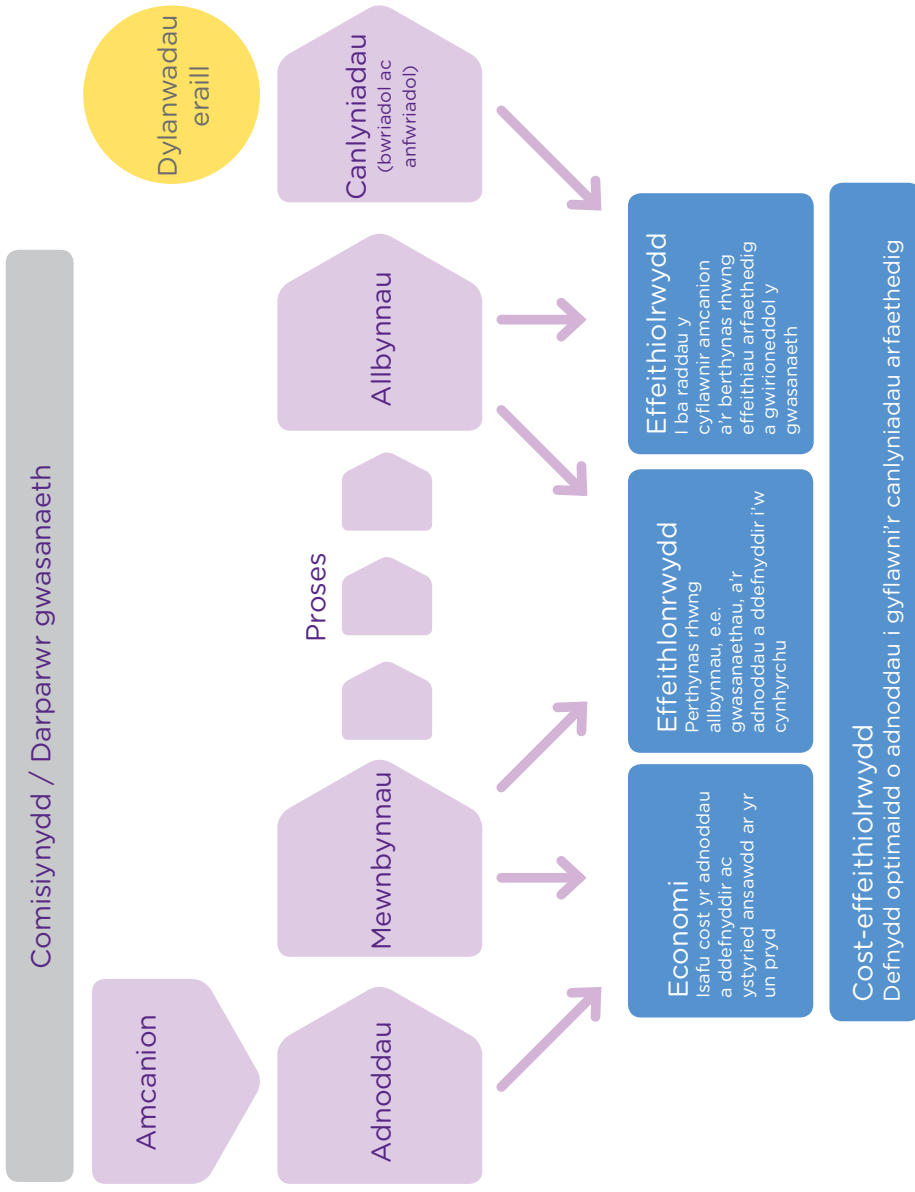 Comisiynydd / Darparwr gwasanaeth
Amcanion
Dylanwadau
eraill
Adnoddau
Mewnbynnau
Proses
Allbynnau
Canlyniadau
(bwriadol ac
anfwriadol)
Economi
Isafu cost yr adnoddau
a ddefnyddir ac
ystyried ansawdd ar yr
un pryd
Effeithlonrwydd
Perthynas rhwng
allbynnau, e.e.
gwasanaethau, a'r
adnoddau a ddefnyddir i'w
cynhyrchu
Effeithiolrwydd
I ba raddau y
cyflawnir amcanion
a'r berthynas rhwng
effeithiau arfaethedig
a gwirioneddol y
gwasanaeth
Cost-effeithiolrwydd
Defnydd optimaidd o adnoddau i gyflawni'r canlyniadau arfaethedig